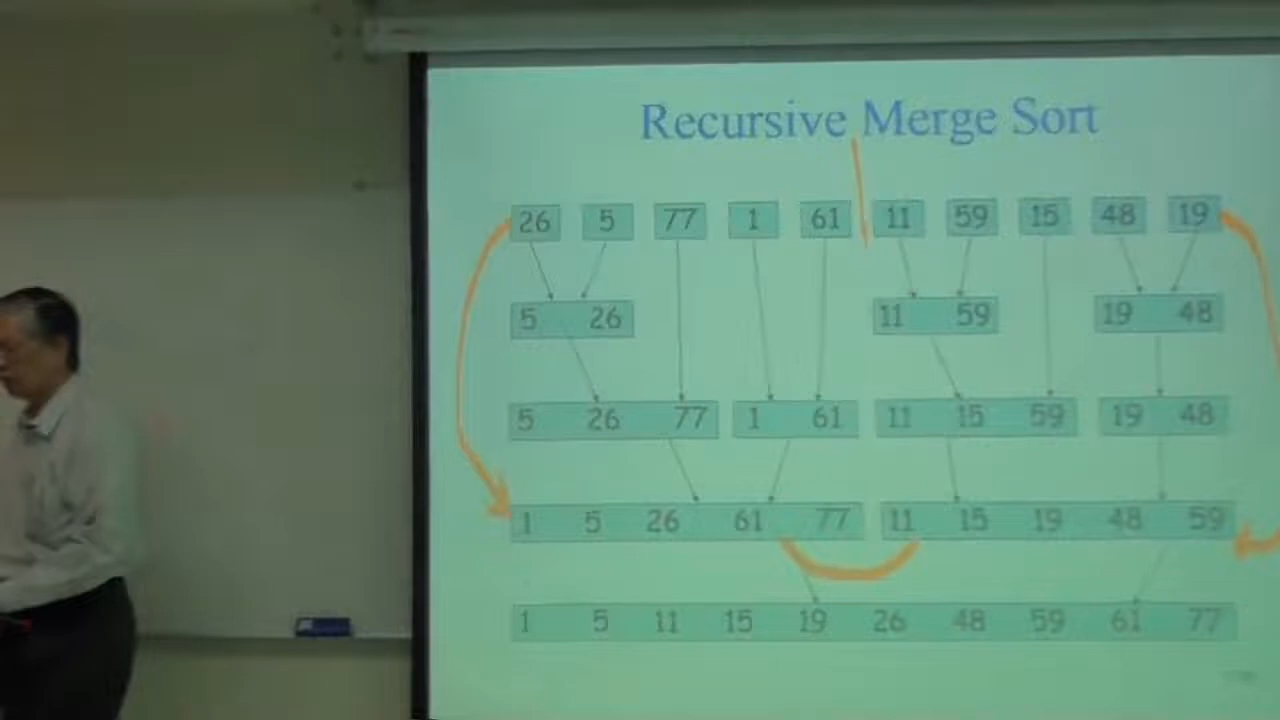 Recursive Merge Sort
26 5 77 1 61 11 59 15 48 19
5 26 11 59 19 48
5 26 77 1 61 11 15 59 19 48
1 5 26 61 77 11 15 19 48 59
1 5 11 15 19 26 48 59 61 77